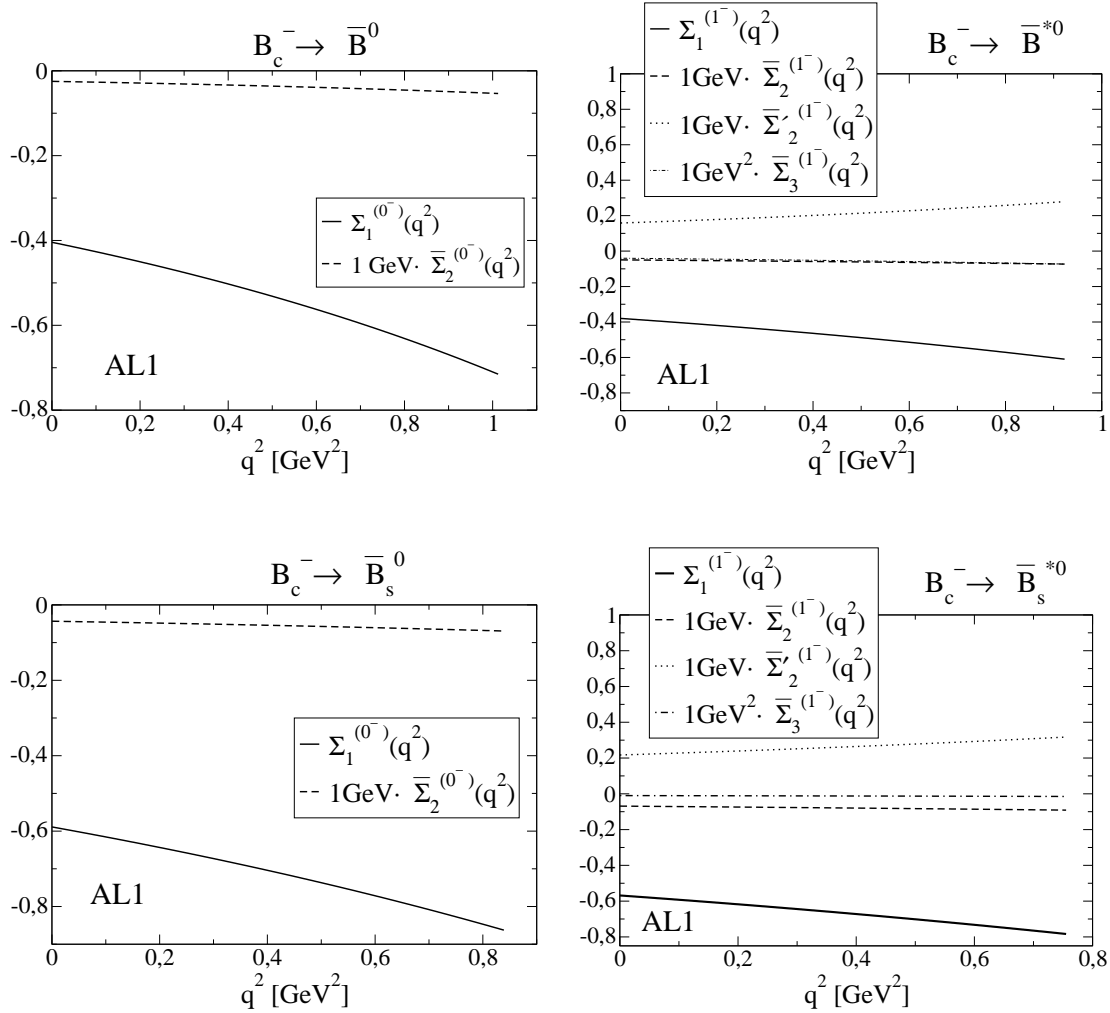 B_c^- → B̅^0
Σ_1^(0^-)(q^2)
1 GeV· Σ̅_2^(0^-)(q^2)
AL1
0
-0,2
-0,4
-0,6
-0,8
0 0,2 0,4 0,6 0,8 1
q^2 [GeV^2]
B_c^- → B̅^*0
Σ_1^(1^-)(q^2)
1GeV· Σ̅_2^(1^-)(q^2)
1GeV· Σ̅′_2^(1^-)(q^2)
1GeV^2· Σ̅_3^(1^-)(q^2)
AL1
1
0,8
0,6
0,4
0,2
0
-0,2
-0,4
-0,6
-0,8
0 0,2 0,4 0,6 0,8 1
q^2 [GeV^2]
B_c^- → B̅_s^0
Σ_1^(0^-)(q^2)
1GeV· Σ̅_2^(0^-)(q^2)
AL1
0
-0,2
-0,4
-0,6
-0,8
0 0,2 0,4 0,6 0,8
q^2 [GeV^2]
B_c^- → B̅_s^*0
Σ_1^(1^-)(q^2)
1GeV· Σ̅_2^(1^-)(q^2)
1GeV· Σ̅′_2^(1^-)(q^2)
1GeV^2· Σ̅_3^(1^-)(q^2)
AL1
1
0,8
0,6
0,4
0,2
0
-0,2
-0,4
-0,6
-0,8
0 0,2 0,4 0,6 0,8
q^2 [GeV^2]